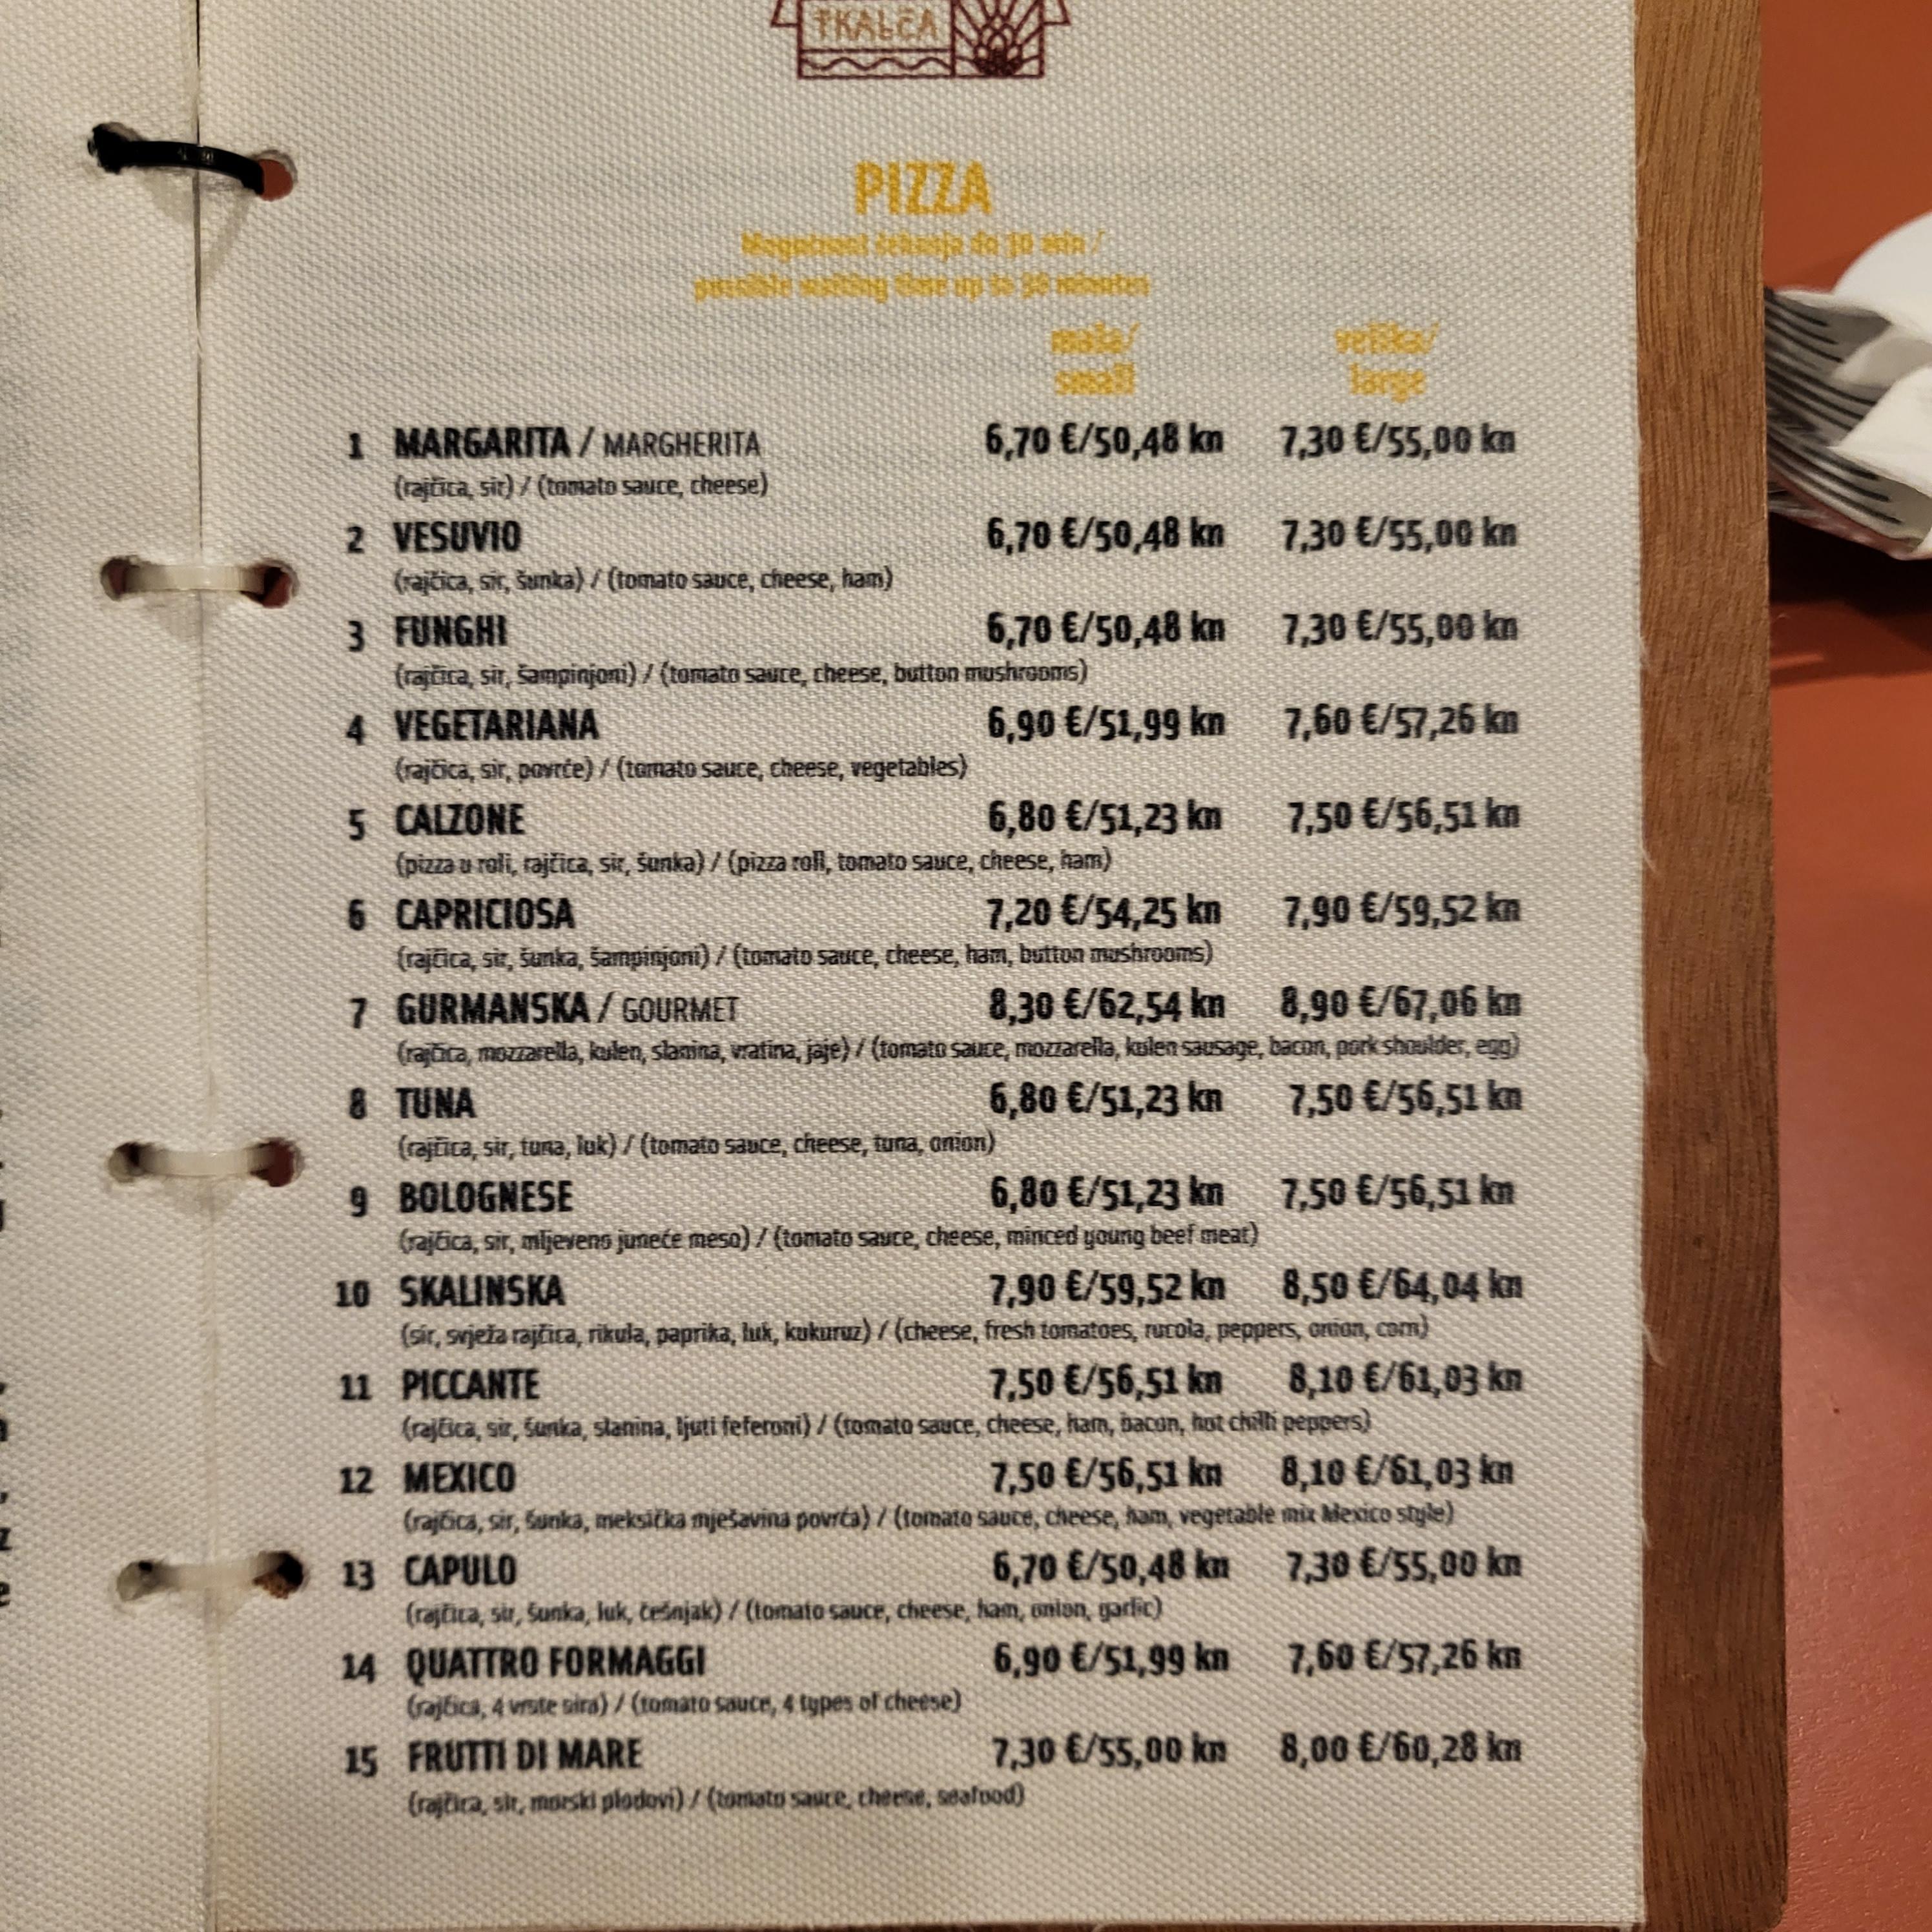 TKALČA
PIZZA
Mogućnost čekanja do 30 min /
possible waiting time up to 30 minutes
mala/ velika/
small large
1 MARGARITA / MARGHERITA 6,70 €/50,48 kn 7,30 €/55,00 kn
(rajčica, sir) / (tomato sauce, cheese)
2 VESUVIO 6,70 €/50,48 kn 7,30 €/55,00 kn
(rajčica, sir, šunka) / (tomato sauce, cheese, ham)
3 FUNGHI 6,70 €/50,48 kn 7,30 €/55,00 kn
(rajčica, sir, šampinjoni) / (tomato sauce, cheese, button mushrooms)
4 VEGETARIANA 6,90 €/51,99 kn 7,60 €/57,26 kn
(rajčica, sir, povrće) / (tomato sauce, cheese, vegetables)
5 CALZONE 6,80 €/51,23 kn 7,50 €/56,51 kn
(pizza u roli, rajčica, sir, šunka) / (pizza roll, tomato sauce, cheese, ham)
6 CAPRICIOSA 7,20 €/54,25 kn 7,90 €/59,52 kn
(rajčica, sir, šunka, šampinjoni) / (tomato sauce, cheese, ham, button mushrooms)
7 GURMANSKA / GOURMET 8,30 €/62,54 kn 8,90 €/67,06 kn
(rajčica, mozzarella, kulen, slanina, vratina, jaje) / (tomato sauce, mozzarella, kulen sausage, bacon, pork shoulder, egg)
8 TUNA 6,80 €/51,23 kn 7,50 €/56,51 kn
(rajčica, sir, tuna, luk) / (tomato sauce, cheese, tuna, onion)
9 BOLOGNESE 6,80 €/51,23 kn 7,50 €/56,51 kn
(rajčica, sir, mljeveno juneće meso) / (tomato sauce, cheese, minced young beef meat)
10 SKALINSKA 7,90 €/59,52 kn 8,50 €/64,04 kn
(sir, svježa rajčica, rikula, paprika, luk, kukuruz) / (cheese, fresh tomatoes, rucola, peppers, onion, corn)
11 PICCANTE 7,50 €/56,51 kn 8,10 €/61,03 kn
(rajčica, sir, šunka, slanina, ljuti feferoni) / (tomato sauce, cheese, ham, bacon, hot chilli peppers)
12 MEXICO 7,50 €/56,51 kn 8,10 €/61,03 kn
(rajčica, sir, šunka, meksička mješavina povrća) / (tomato sauce, cheese, ham, vegetable mix Mexico style)
13 CAPULO 6,70 €/50,48 kn 7,30 €/55,00 kn
(rajčica, sir, šunka, luk, češnjak) / (tomato sauce, cheese, ham, onion, garlic)
14 QUATTRO FORMAGGI 6,90 €/51,99 kn 7,60 €/57,26 kn
(rajčica, 4 vrste sira) / (tomato sauce, 4 types of cheese)
15 FRUTTI DI MARE 7,30 €/55,00 kn 8,00 €/60,28 kn
(rajčica, sir, morski plodovi) / (tomato sauce, cheese, seafood)